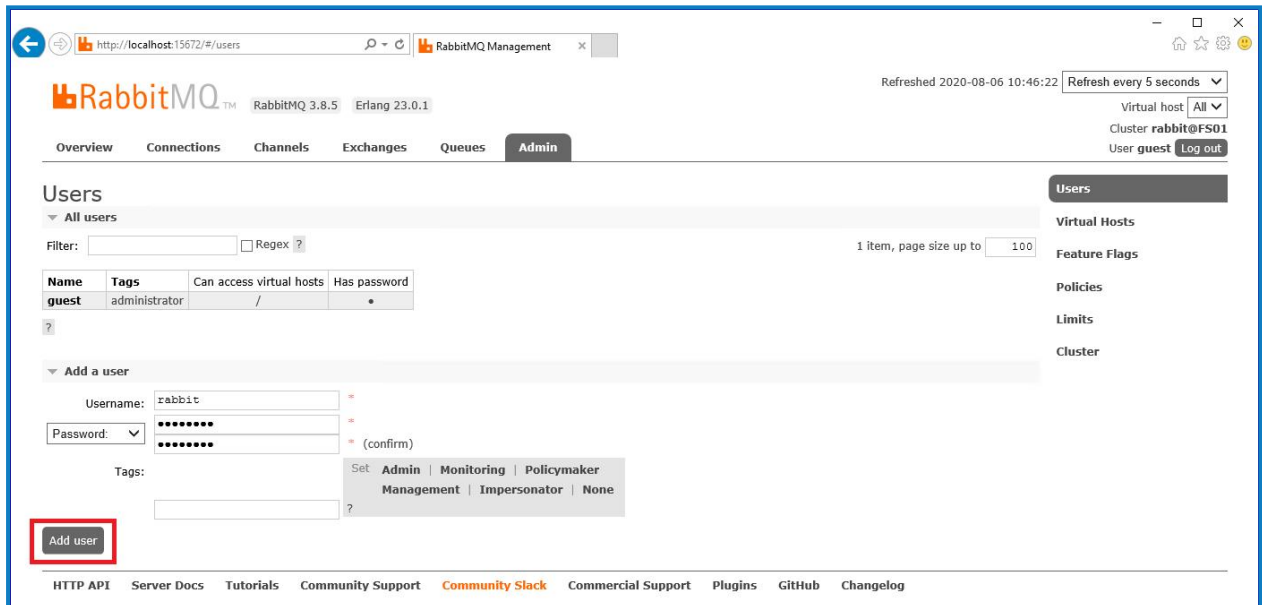 http://localhost:15672/#/users
RabbitMQ Management
RabbitMQ TM RabbitMQ 3.8.5 Erlang 23.0.1
Refreshed 2020-08-06 10:46:22 Refresh every 5 seconds
Virtual host All
Cluster rabbit@FS01
User guest Log out
Overview Connections Channels Exchanges Queues Admin
Users
All users
Filter: Regex ? 1 item, page size up to 100
Name Tags Can access virtual hosts Has password
guest administrator / •
?
Add a user
Username: rabbit *
Password: •••••••• *
•••••••• * (confirm)
Tags: Set Admin | Monitoring | Policymaker
Management | Impersonator | None
?
Add user
Users
Virtual Hosts
Feature Flags
Policies
Limits
Cluster
HTTP API Server Docs Tutorials Community Support Community Slack Commercial Support Plugins GitHub Changelog